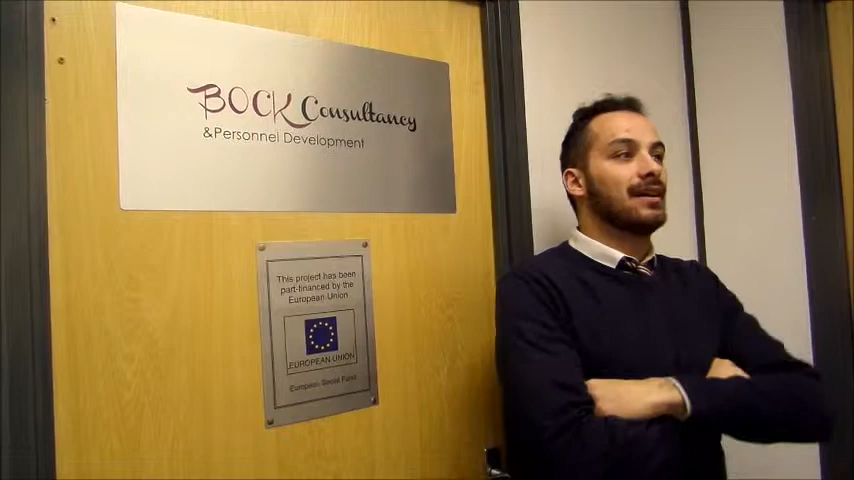 BOCK Consultancy
&Personnel Development
This project has been
part-financed by the
European Union
EUROPEAN UNION
European Social Fund